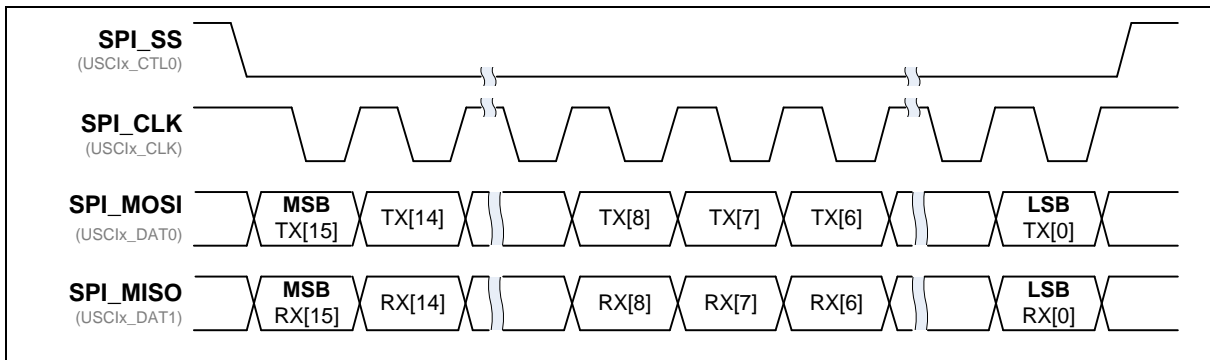 SPI_SS
(USCIx_CTL0)
SPI_CLK
(USCIx_CLK)
SPI_MOSI
(USCIx_DAT0)
MSB
TX[15]
TX[14]
TX[8]
TX[7]
TX[6]
LSB
TX[0]
SPI_MISO
(USCIx_DAT1)
MSB
RX[15]
RX[14]
RX[8]
RX[7]
RX[6]
LSB
RX[0]